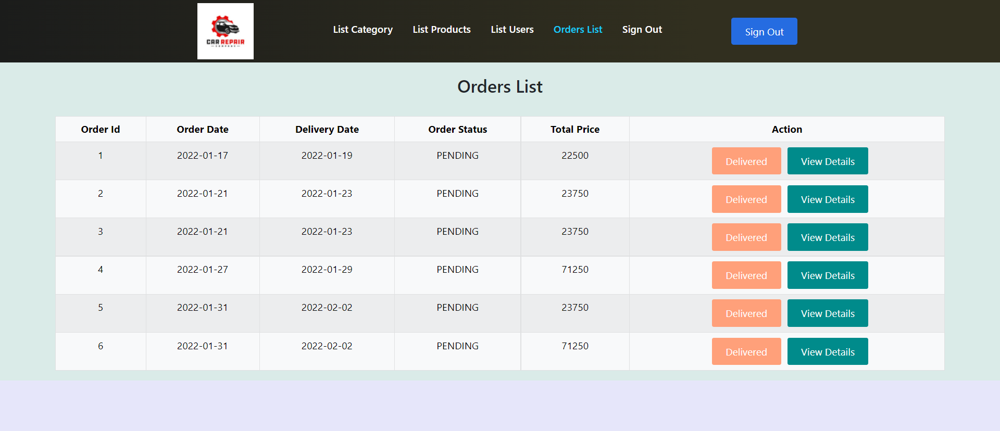 CAR REPAIR
COMPANY
List Category List Products List Users Orders List Sign Out Sign Out
Orders List
Order Id Order Date Delivery Date Order Status Total Price Action
1 2022-01-17 2022-01-19 PENDING 22500 Delivered View Details
2 2022-01-21 2022-01-23 PENDING 23750 Delivered View Details
3 2022-01-21 2022-01-23 PENDING 23750 Delivered View Details
4 2022-01-27 2022-01-29 PENDING 71250 Delivered View Details
5 2022-01-31 2022-02-02 PENDING 23750 Delivered View Details
6 2022-01-31 2022-02-02 PENDING 71250 Delivered View Details